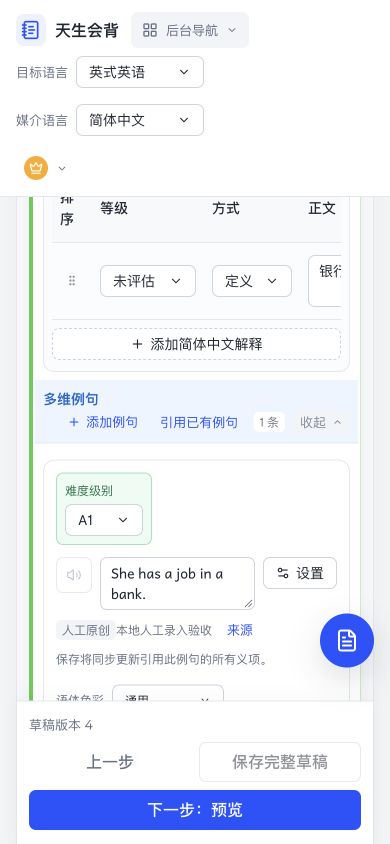 天生会背
后台导航
目标语言 英式英语
媒介语言 简体中文
排序 等级 方式 正文
未评估 定义 银行
添加简体中文解释
多维例句
添加例句 引用已有例句 1 条 收起
难度级别
A1
She has a job in a
bank.
设置
人工原创 本地人工录入验收 来源
保存将同步更新引用此例句的所有义项。
语体色彩 通用
草稿版本 4
上一步 保存完整草稿
下一步：预览